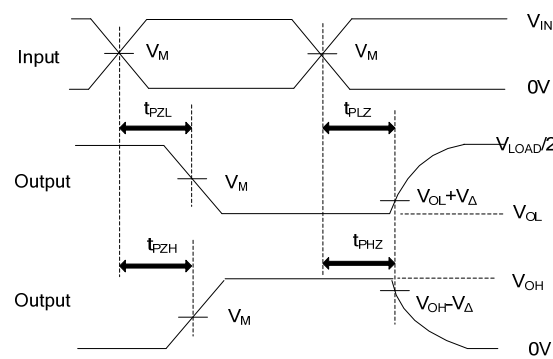 V_IN
Input V_M V_M
0V
t_PZL t_PLZ
V_LOAD/2
Output V_M V_OL+V_Δ
V_OL
t_PZH t_PHZ
V_OH
Output V_M V_OH-V_Δ
0V